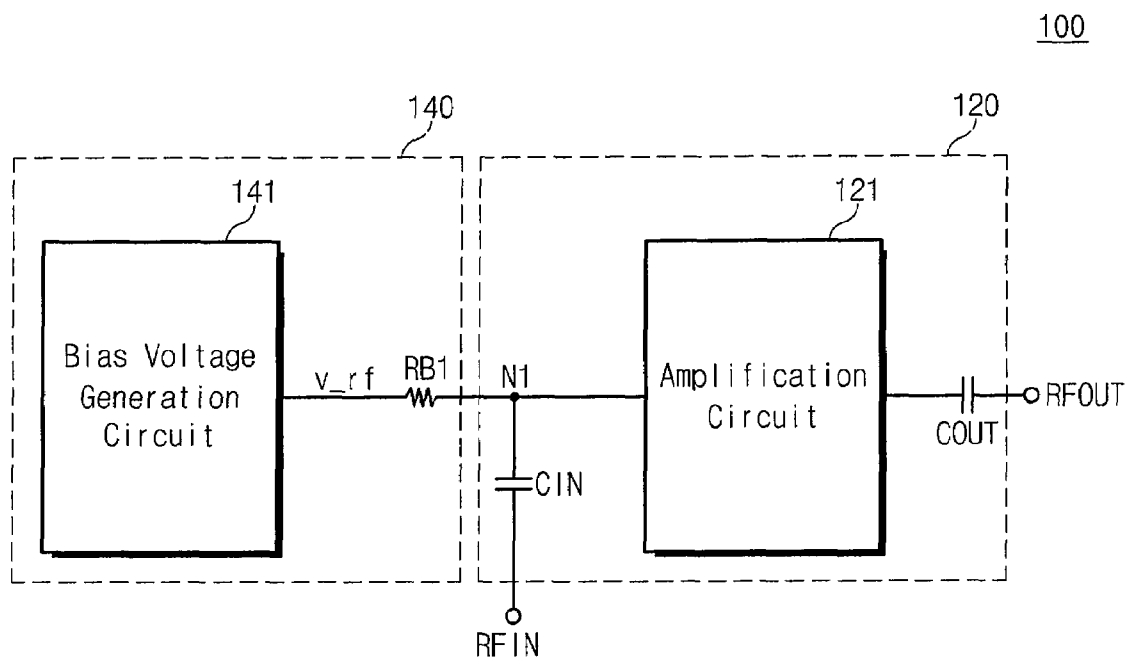 100
140
120
141
121
Bias Voltage
Generation
Circuit
v_rf
RB1
N1
Amplification
Circuit
RFOUT
COUT
CIN
RFIN